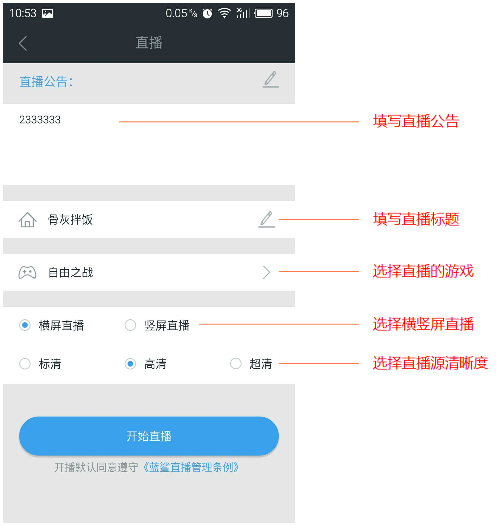 10:53 0.05 % 96
直播
直播公告：
2333333
填写直播公告
骨灰拌饭
填写直播标题
自由之战
选择直播的游戏
横屏直播 竖屏直播
选择横竖屏直播
标清 高清 超清
选择直播源清晰度
开始直播
开播默认同意遵守《蓝鲨直播管理条例》